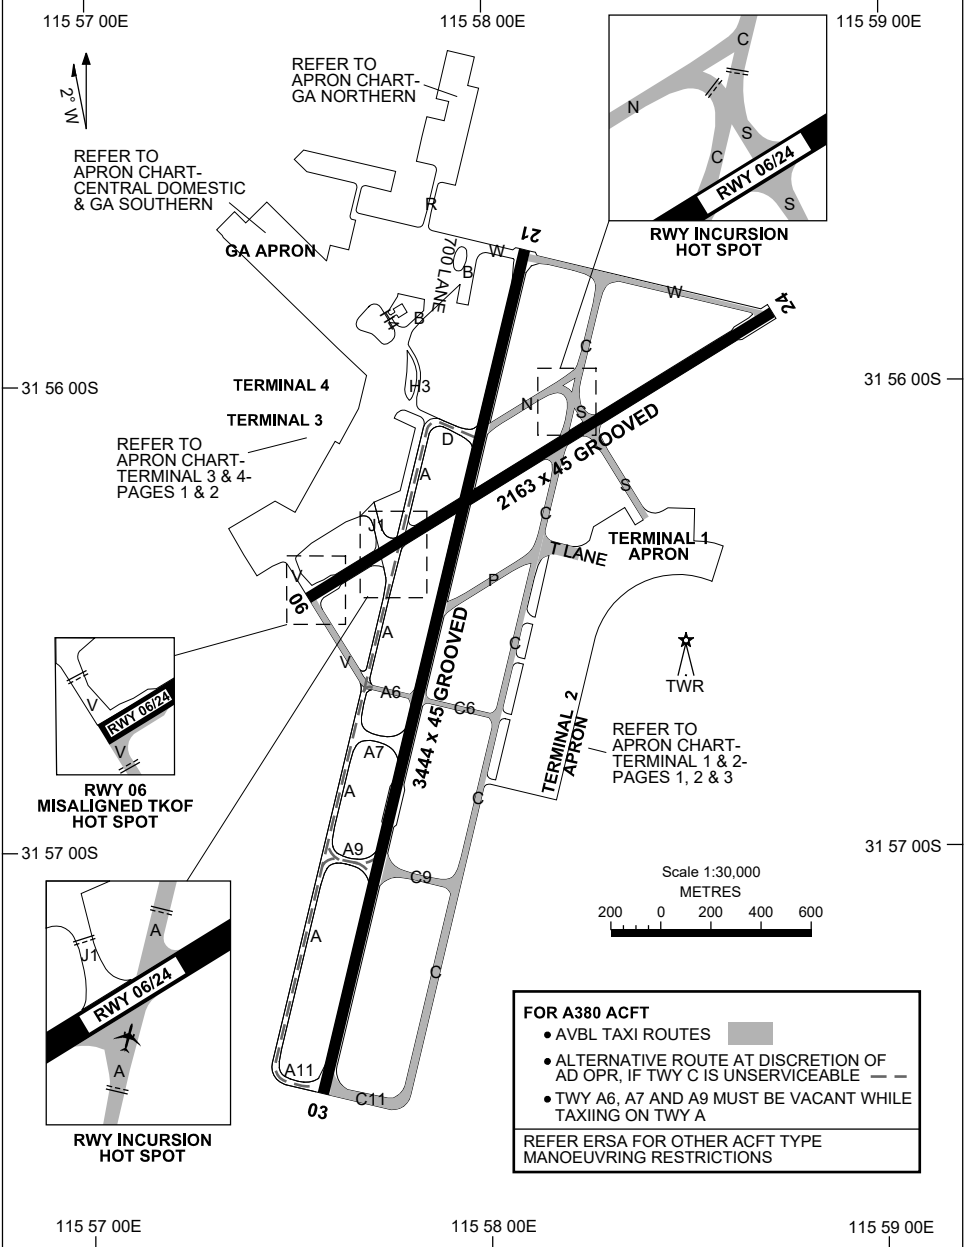 115 57 00E
115 58 00E
115 59 00E
2° W
REFER TO
APRON CHART-
GA NORTHERN
C
N
S
C
RWY 06/24
S
RWY INCURSION
HOT SPOT
REFER TO
APRON CHART-
CENTRAL DOMESTIC
& GA SOUTHERN
R
GA APRON
21
W
700 LANE
B
W
24
B
H4
C
31 56 00S
31 56 00S
TERMINAL 4
H3
TERMINAL 3
N
S
REFER TO
APRON CHART-
TERMINAL 3 & 4-
PAGES 1 & 2
D
A
2163 x 45 GROOVED
S
J1
C
TERMINAL 1
APRON
T LANE
V
P
06
A
C
3444 x 45 GROOVED
V
TWR
A6
C6
V
RWY 06/24
V
A7
TERMINAL 2
APRON
REFER TO
APRON CHART-
TERMINAL 1 & 2-
PAGES 1, 2 & 3
RWY 06
MISALIGNED TKOF
HOT SPOT
A
C
31 57 00S
31 57 00S
A9
C9
Scale 1:30,000
METRES
200 0 200 400 600
A
J1
A
RWY 06/24
A
RWY INCURSION
HOT SPOT
C
A11
C11
03
FOR A380 ACFT
• AVBL TAXI ROUTES
• ALTERNATIVE ROUTE AT DISCRETION OF
AD OPR, IF TWY C IS UNSERVICEABLE
• TWY A6, A7 AND A9 MUST BE VACANT WHILE
TAXIING ON TWY A
REFER ERSA FOR OTHER ACFT TYPE
MANOEUVRING RESTRICTIONS
115 57 00E
115 58 00E
115 59 00E